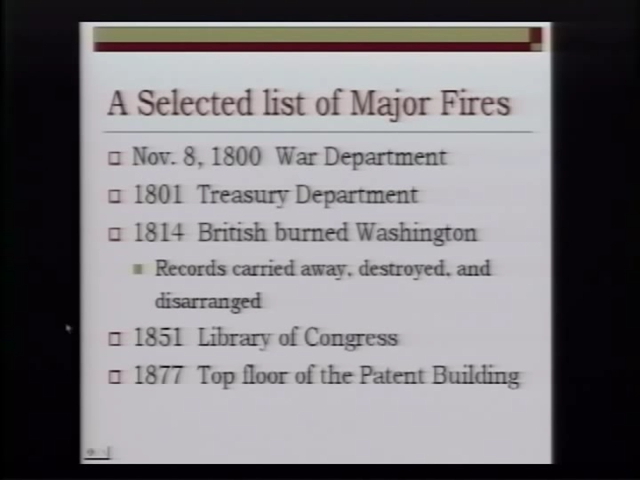 A Selected list of Major Fires
Nov. 8, 1800 War Department
1801 Treasury Department
1814 British burned Washington
Records carried away, destroyed, and
disarranged
1851 Library of Congress
1877 Top floor of the Patent Building